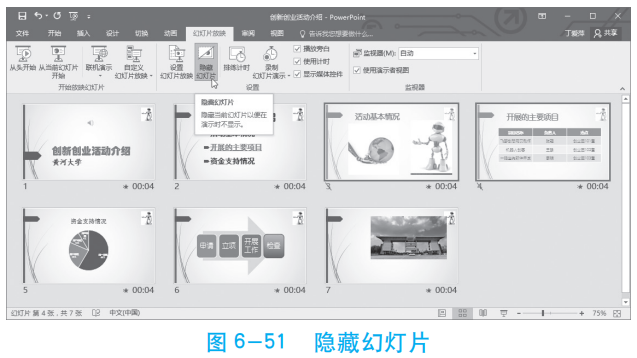 创新创业活动介绍 - PowerPoint
文件 开始 插入 设计 切换 动画 幻灯片放映 审阅 视图 告诉我您想要做什么... 丁爱萍 共享
从头开始 从当前幻灯片开始 联机演示 自定义幻灯片放映 设置幻灯片放映 隐藏幻灯片 排练计时 录制幻灯片演示
播放旁白 监视器(M): 自动
使用计时 使用演示者视图
显示媒体控件
开始放映幻灯片 设置 监视器
隐藏幻灯片
隐藏当前幻灯片以便在
演示时不显示。
创新创业活动介绍
黄河大学
1 00:04
开展的主要项目
资金支持情况
2 00:04
活动基本情况
3 00:04
开展的主要项目
4 00:04
资金支持情况
5 00:04
申请 立项 开展工作 检查
6 00:04
7 00:04
幻灯片 第 4 张，共 7 张 中文(中国) 75%
图 6-51 隐藏幻灯片